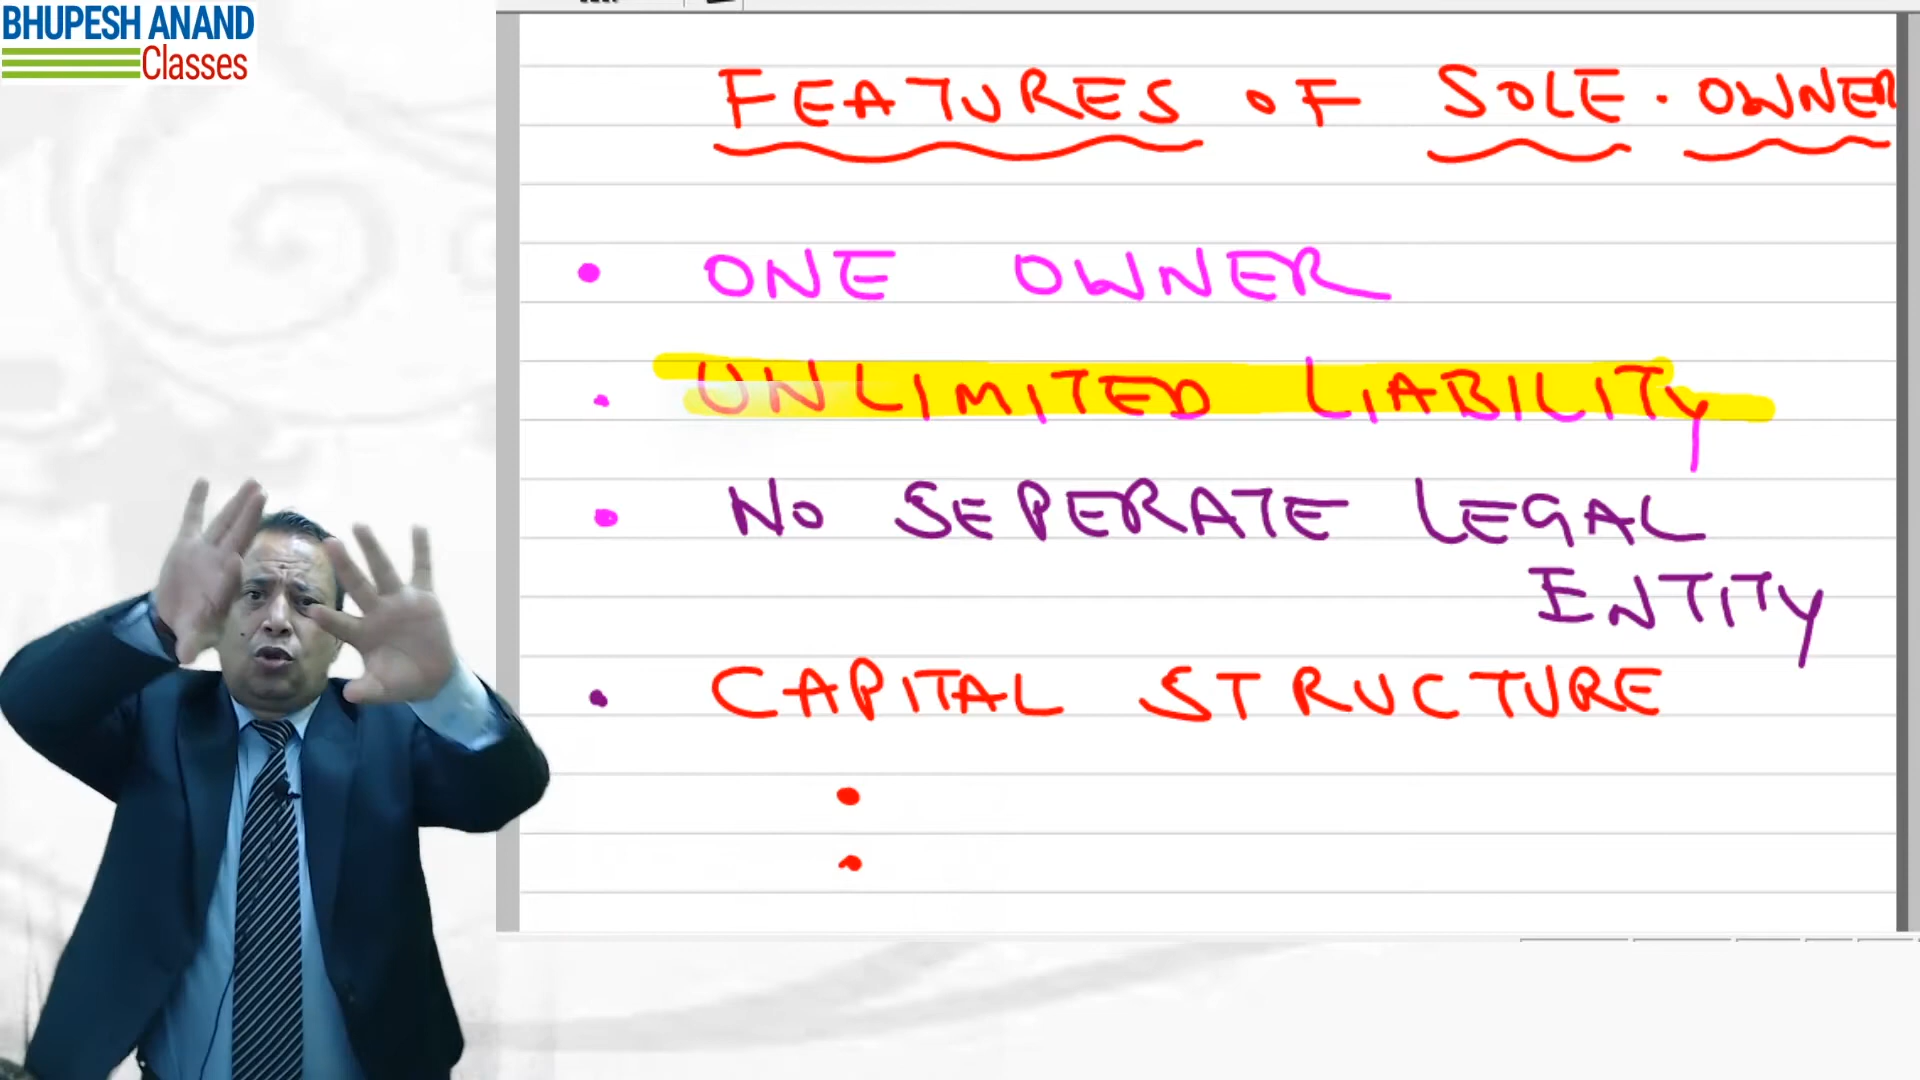 BHUPESH ANAND
Classes
FEATURES OF SOLE. OWNER
• ONE OWNER
• UNLIMITED LIABILITY
• NO SEPERATE LEGAL
ENTITY
• CAPITAL STRUCTURE
•
•